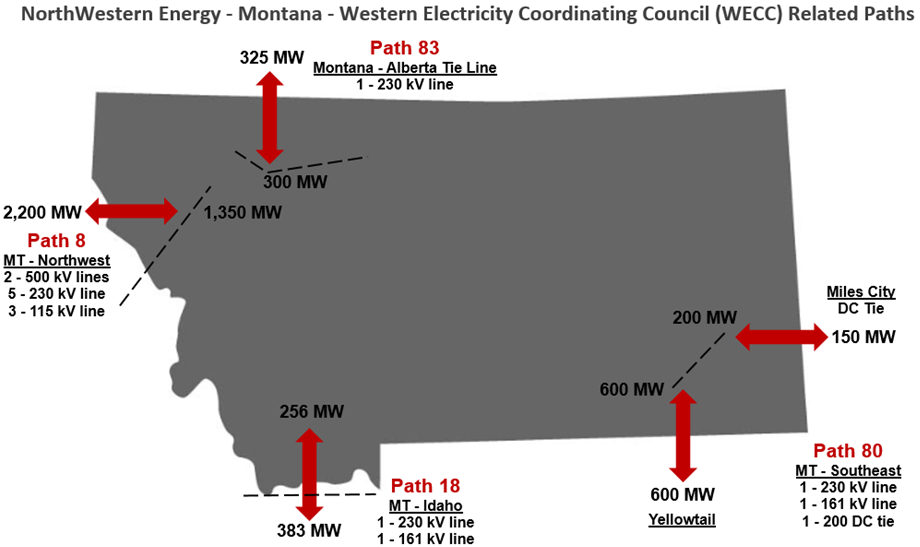 NorthWestern Energy - Montana - Western Electricity Coordinating Council (WECC) Related Paths
325 MW
Path 83
Montana - Alberta Tie Line
1 - 230 kV line
300 MW
2,200 MW
1,350 MW
Path 8
MT - Northwest
2 - 500 kV lines
5 - 230 kV line
3 - 115 kV line
Miles City
DC Tie
200 MW
150 MW
600 MW
256 MW
Path 18
MT - Idaho
1 - 230 kV line
1 - 161 kV line
383 MW
600 MW
Yellowtail
Path 80
MT - Southeast
1 - 230 kV line
1 - 161 kV line
1 - 200 DC tie